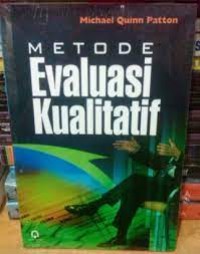 Michael Quinn Patton
METODE
Evaluasi
Kualitatif